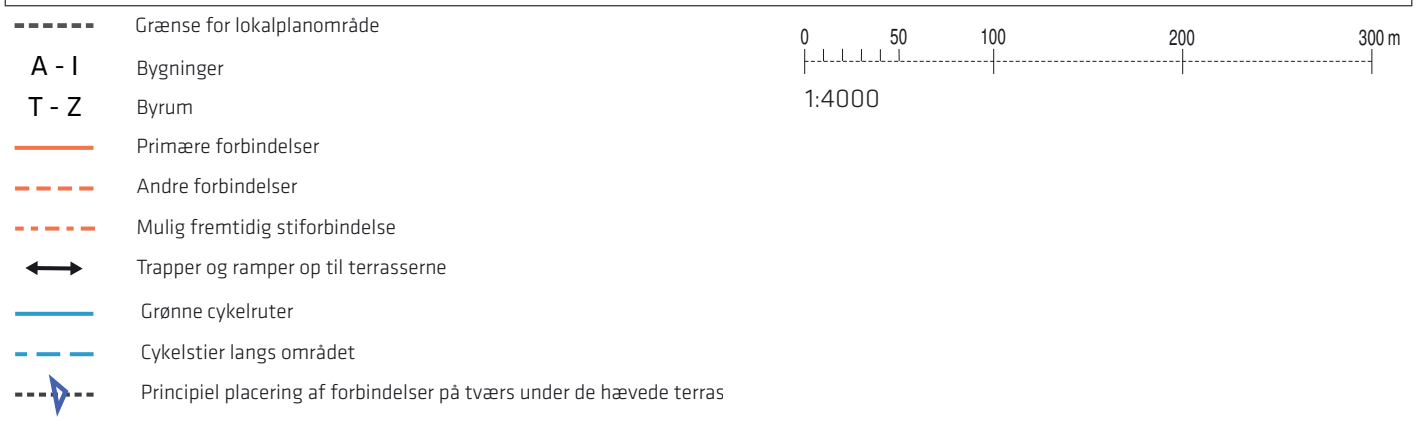 Grænse for lokalplanområde
0 50 100 200 300 m
A - I Bygninger
1:4000
T - Z Byrum
Primære forbindelser
Andre forbindelser
Mulig fremtidig stiforbindelse
Trapper og ramper op til terrasserne
Grønne cykelruter
Cykelstier langs området
Principiel placering af forbindelser på tværs under de hævede terras